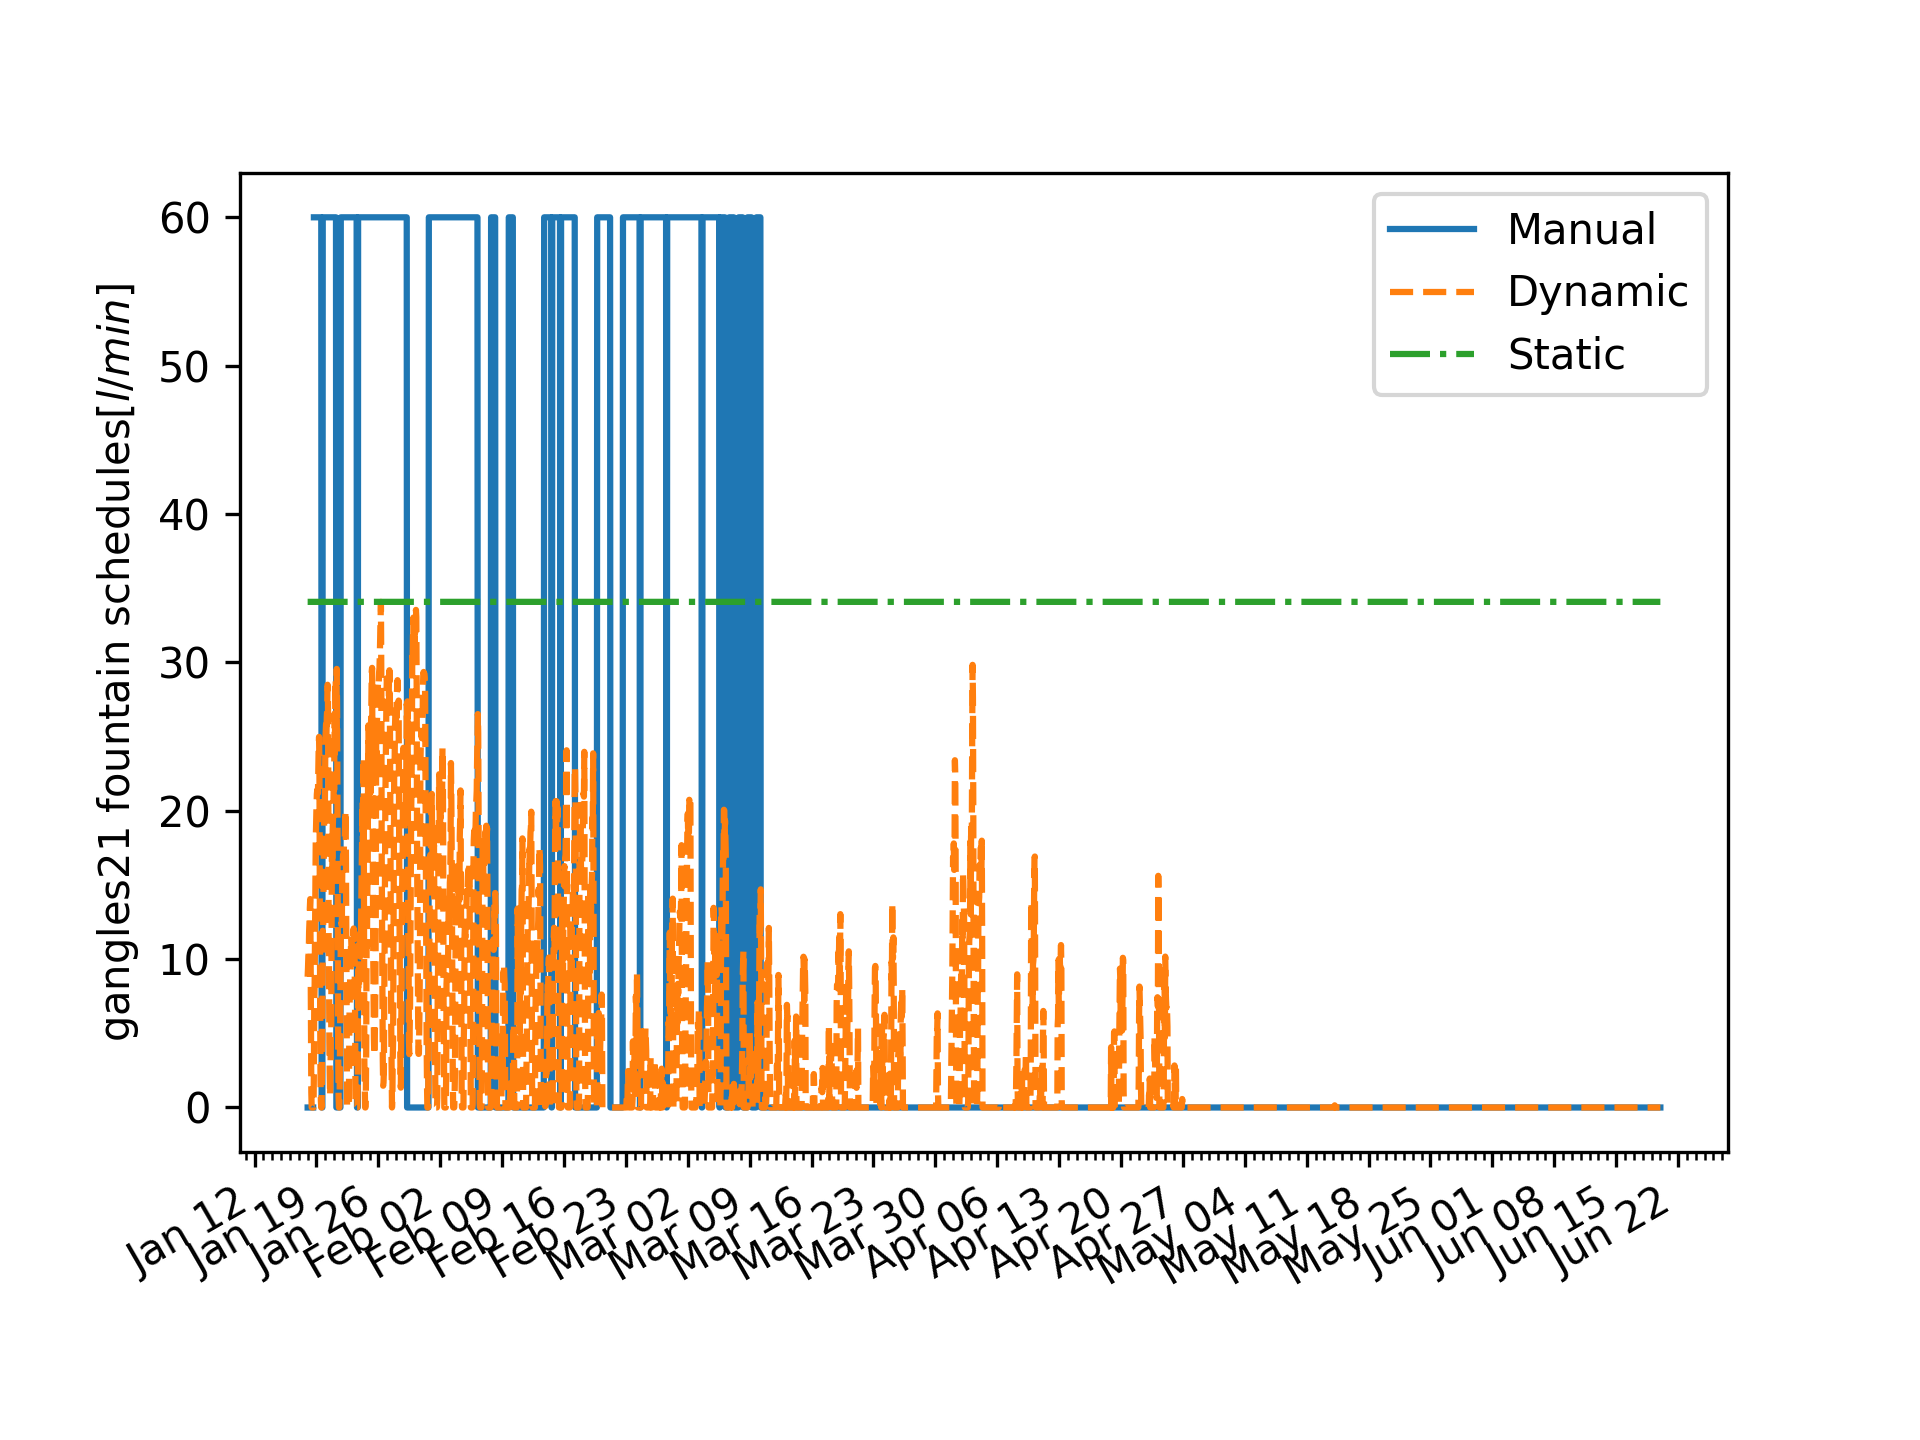 gangles21 fountain schedules[l/min]
60
50
40
30
20
10
0
Manual
Dynamic
Static
Jan 12
Jan 19
Jan 26
Feb 02
Feb 09
Feb 16
Feb 23
Mar 02
Mar 09
Mar 16
Mar 23
Mar 30
Apr 06
Apr 13
Apr 20
Apr 27
May 04
May 11
May 18
May 25
Jun 01
Jun 08
Jun 15
Jun 22